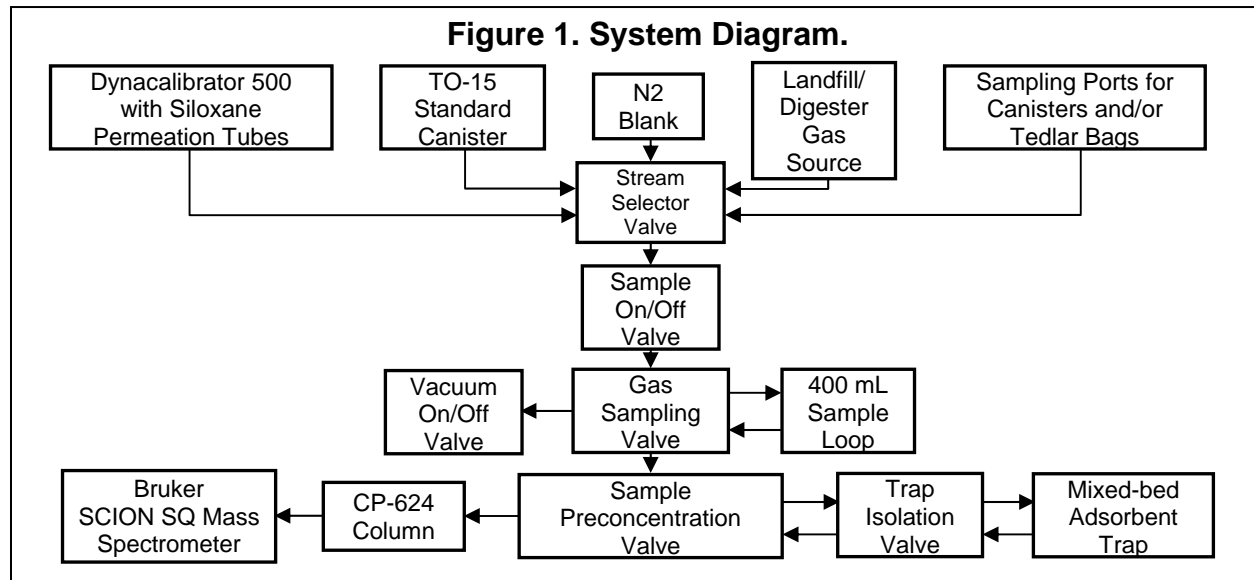 Figure 1. System Diagram.
Dynacalibrator 500
with Siloxane
Permeation Tubes
TO-15
Standard
Canister
N2
Blank
Landfill/
Digester
Gas
Source
Sampling Ports for
Canisters and/or
Tedlar Bags
Stream
Selector
Valve
Sample
On/Off
Valve
Vacuum
On/Off
Valve
Gas
Sampling
Valve
400 mL
Sample
Loop
Bruker
SCION SQ Mass
Spectrometer
CP-624
Column
Sample
Preconcentration
Valve
Trap
Isolation
Valve
Mixed-bed
Adsorbent
Trap